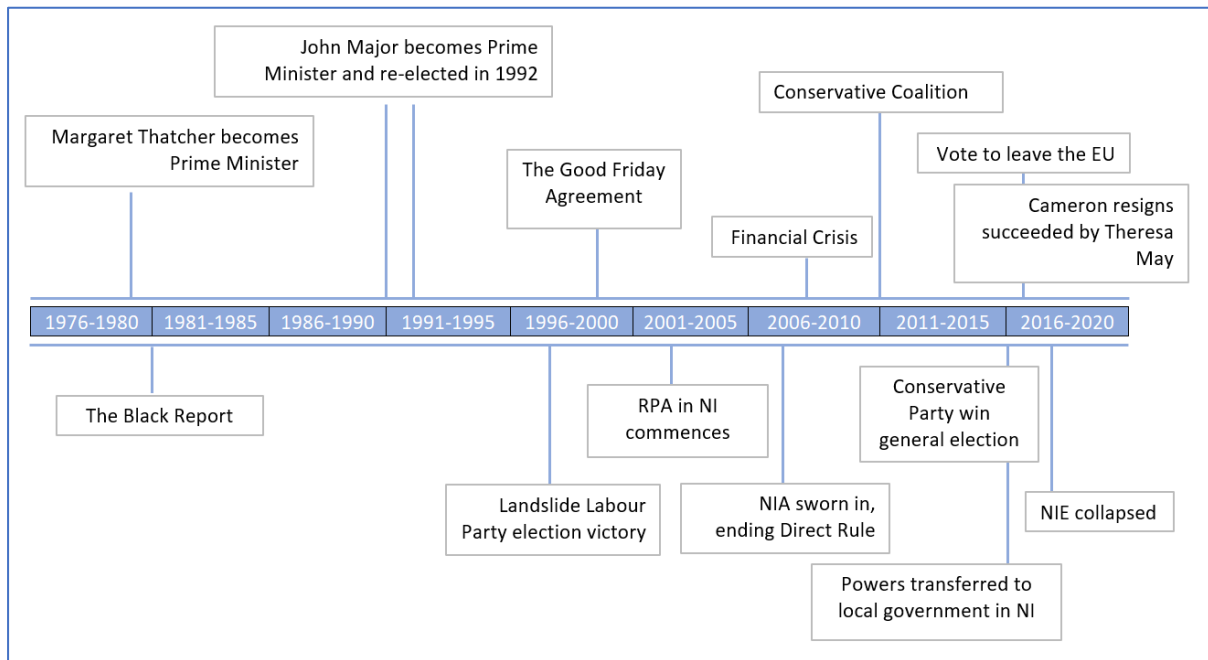 John Major becomes Prime
Minister and re-elected in 1992
Conservative Coalition
Margaret Thatcher becomes
Prime Minister
The Good Friday
Agreement
Vote to leave the EU
Financial Crisis
Cameron resigns
succeeded by Theresa
May
1976-1980 1981-1985 1986-1990 1991-1995 1996-2000 2001-2005 2006-2010 2011-2015 2016-2020
The Black Report
RPA in NI
commences
Conservative
Party win
general election
Landslide Labour
Party election victory
NIA sworn in,
ending Direct Rule
NIE collapsed
Powers transferred to
local government in NI